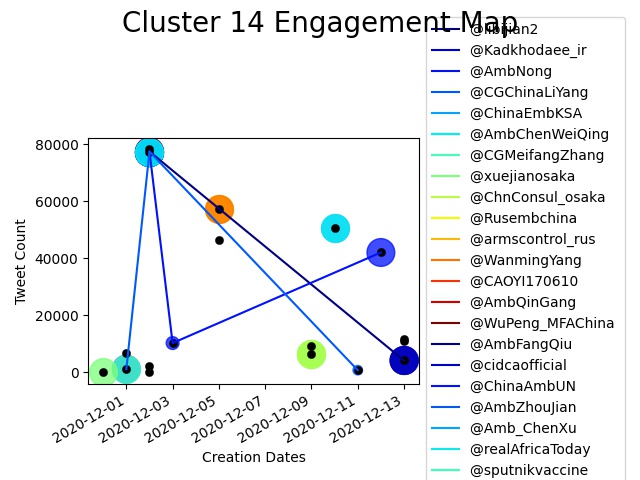 Cluster 14 Engagement Map
@libijian2
@Kadkhodaee_ir
@AmbNong
@CGChinaLiYang
@ChinaEmbKSA
@AmbChenWeiQing
@CGMeifangZhang
@xuejianosaka
@ChnConsul_osaka
@Rusembchina
@armscontrol_rus
@WanmingYang
@CAOYI170610
@AmbQinGang
@WuPeng_MFAChina
@AmbFangQiu
@cidcaofficial
@ChinaAmbUN
@AmbZhouJian
@Amb_ChenXu
@realAfricaToday
@sputnikvaccine
Tweet Count
80000
60000
40000
20000
0
2020-12-01
2020-12-03
2020-12-05
2020-12-07
2020-12-09
2020-12-11
2020-12-13
Creation Dates